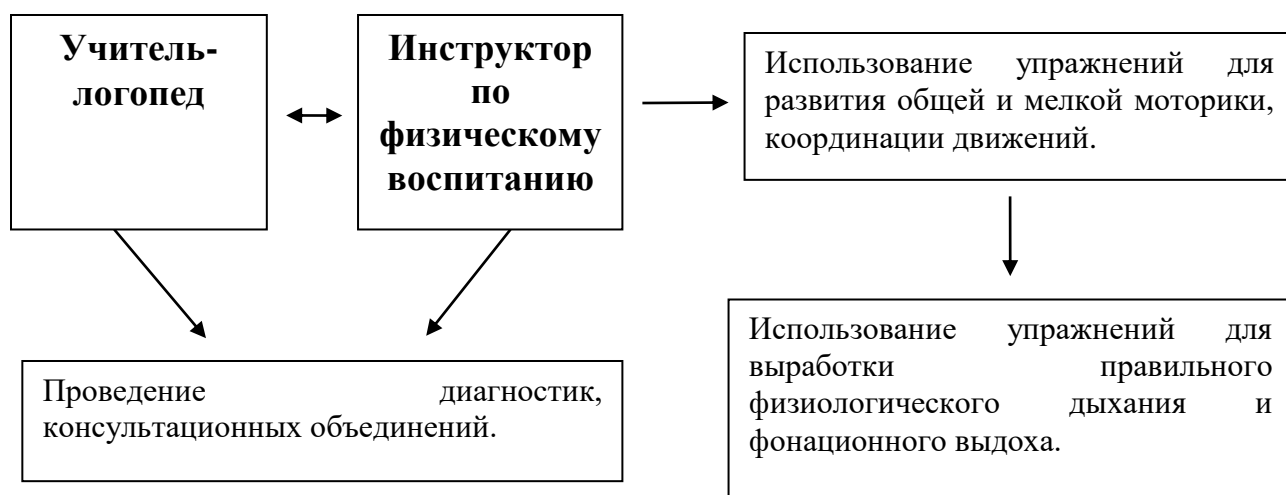 Учитель-
логопед
Инструктор
по
физическому
воспитанию
Использование упражнений для
развития общей и мелкой моторики,
координации движений.
Проведение диагностик,
консультационных объединений.
Использование упражнений для
выработки правильного
физиологического дыхания и
фонационного выдоха.